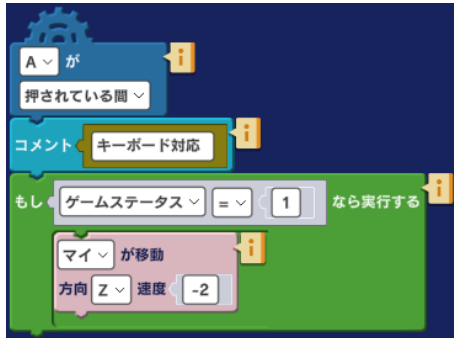 A が
押されている間
コメント キーボード対応
もし ゲームステータス = 1 なら実行する
マイ が移動
方向 Z 速度 -2